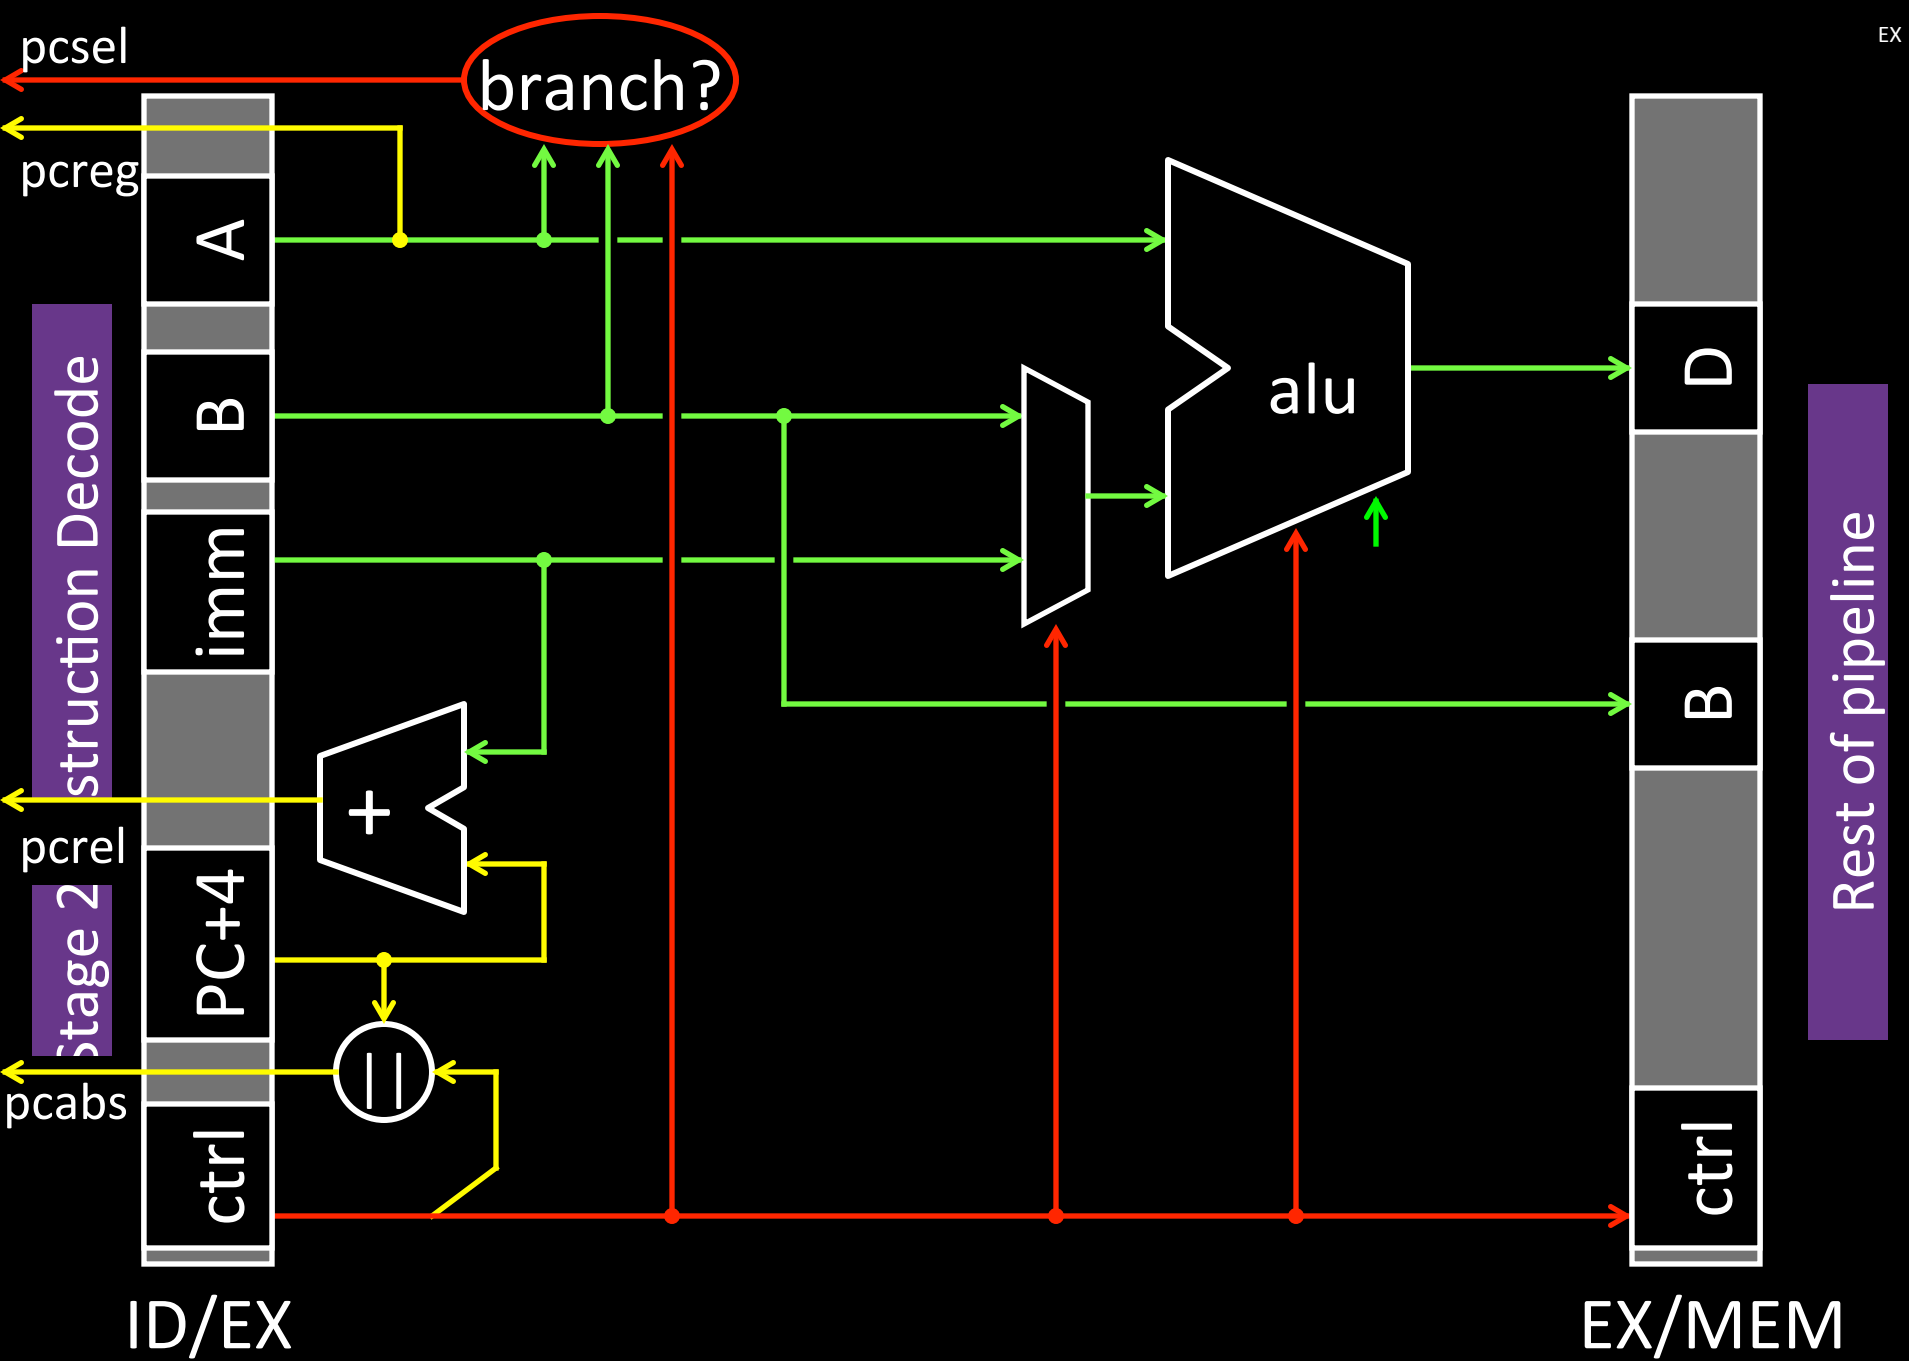 EX
pcsel
branch?
pcreg
A
B
imm
PC+4
ctrl
Stage 2
struction Decode
pcrel
pcabs
+
||
alu
D
B
ctrl
Rest of pipeline
ID/EX
EX/MEM